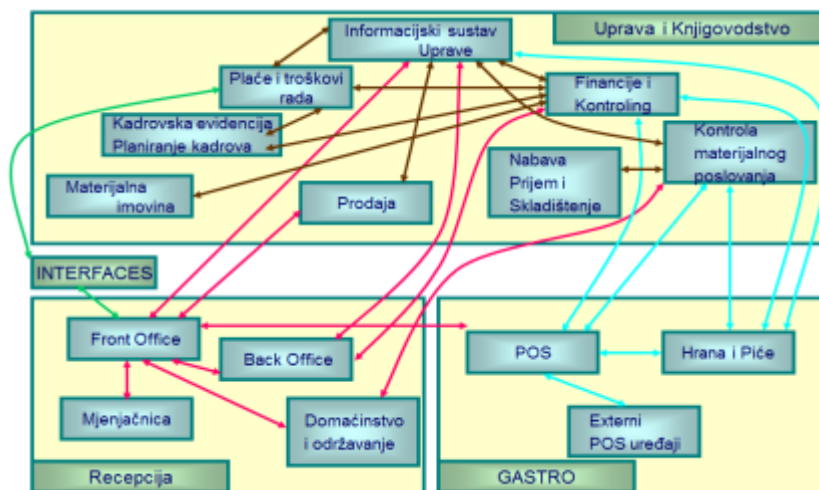 Informacijski sustav
Uprave
Uprava i Knjigovodstvo
Plaće i troškovi
rada
Financije i
Kontroling
Kadrovska evidencija
Planiranje kadrova
Kontrola
materijalnog
poslovanja
Nabava
Prijem i
Skladištenje
Materijalna
imovina
Prodaja
INTERFACES
Front Office
Back Office
POS
Hrana i Piće
Mjenjačnica
Domaćinstvo
i održavanje
Externi
POS uređaji
Recepcija
GASTRO